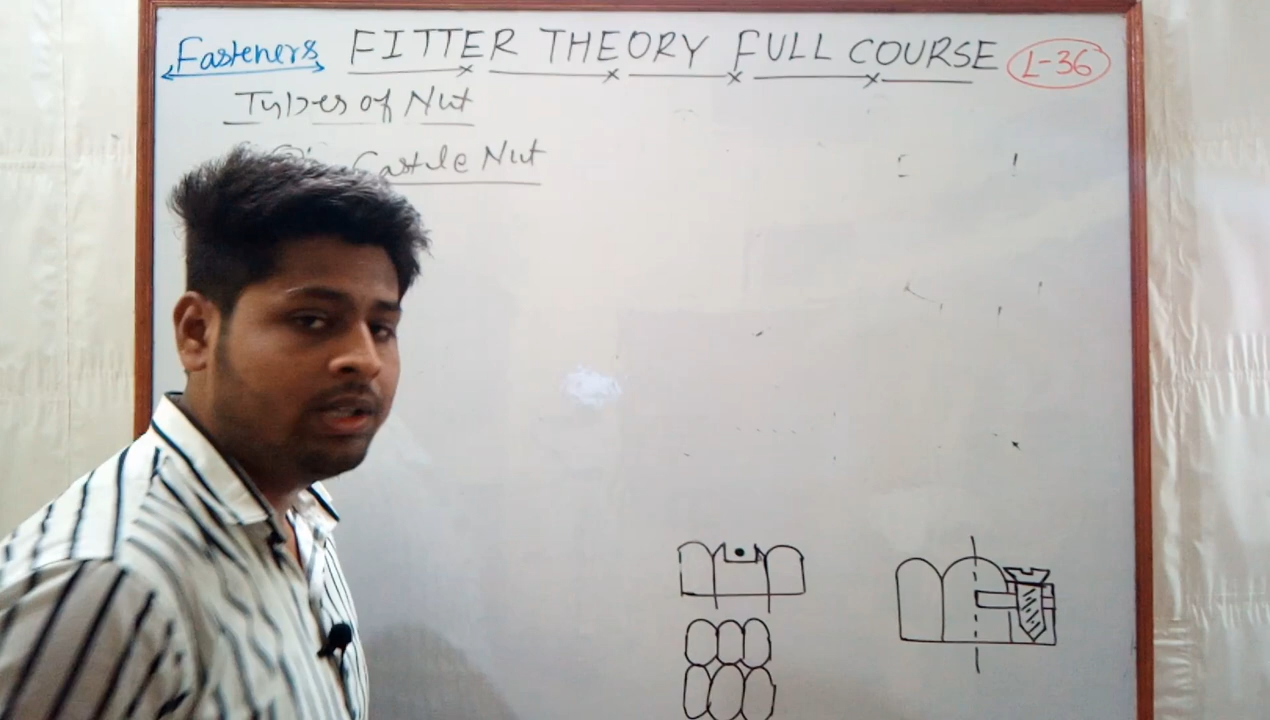 Fasteners FITTER THEORY FULL COURSE L-36
Types of Nut
Castle Nut